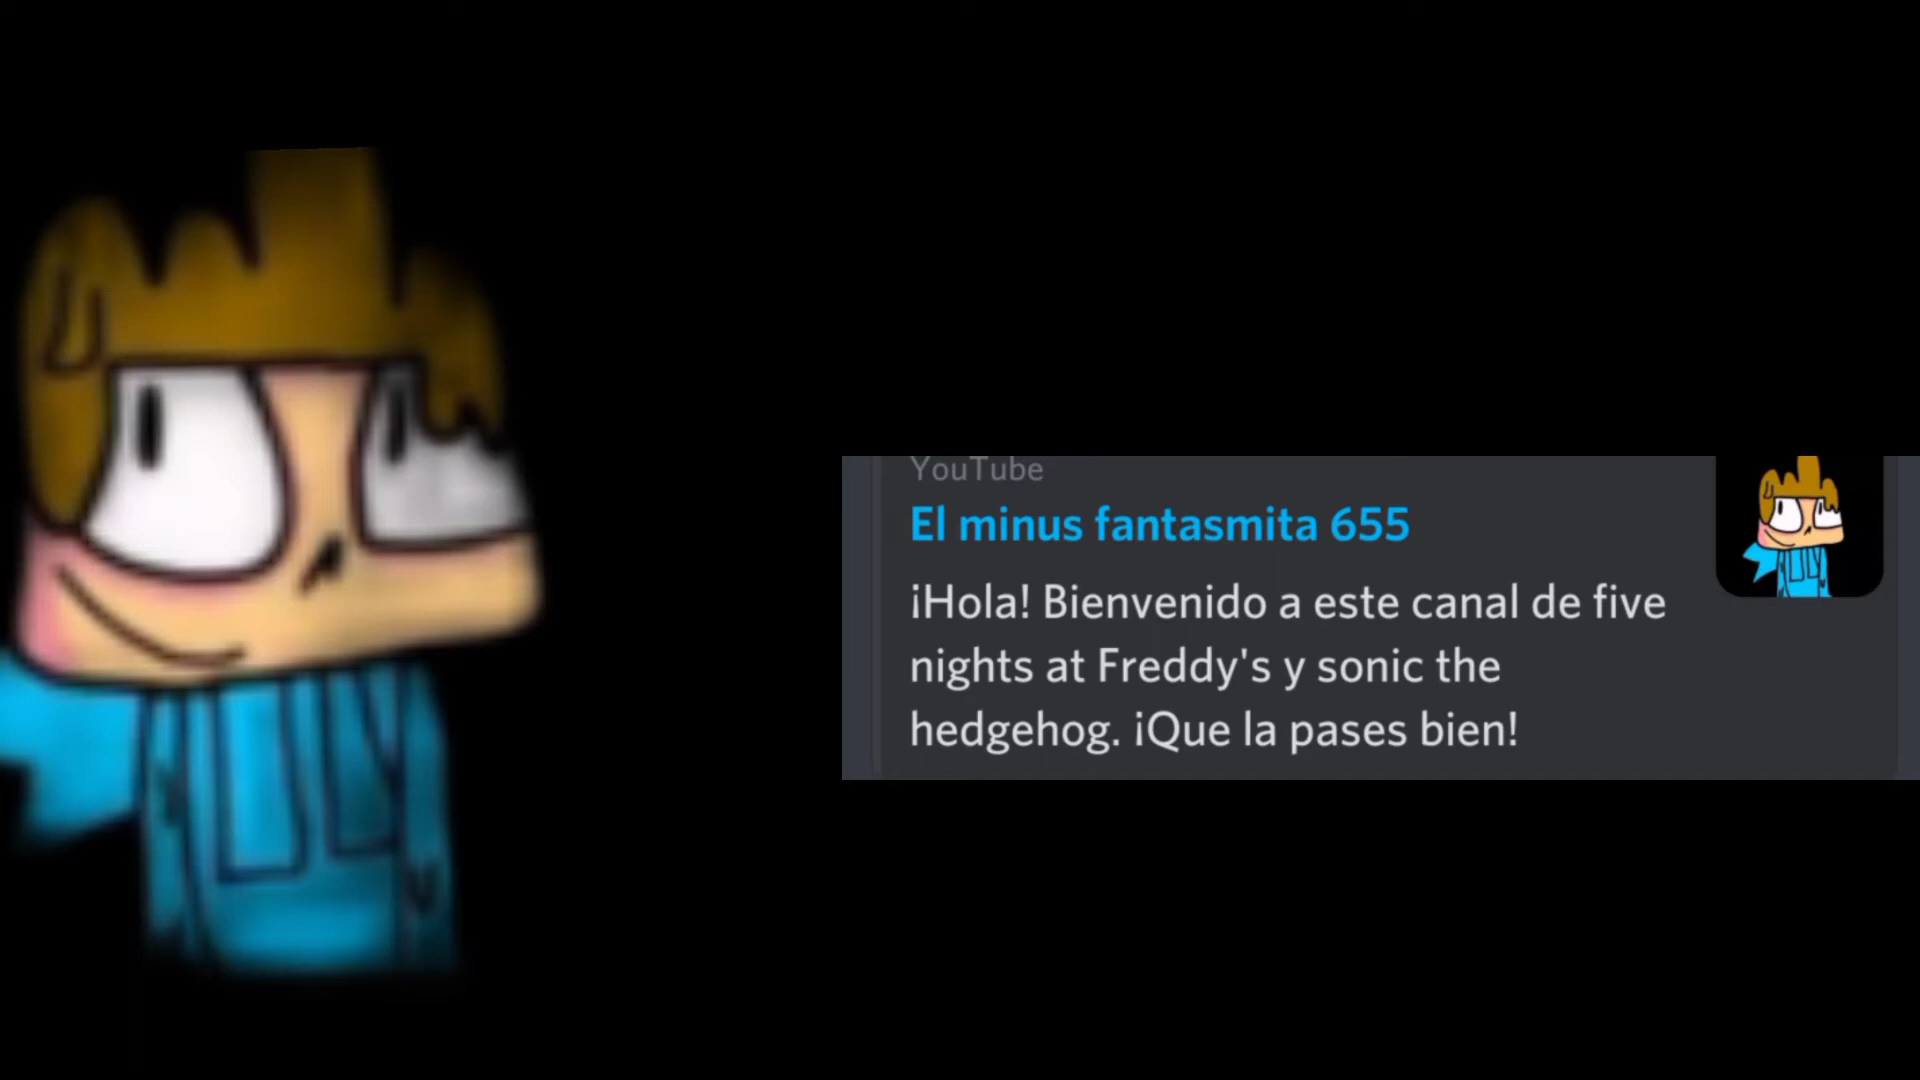 YouTube
El minus fantasmita 655
¡Hola! Bienvenido a este canal de five
nights at Freddy's y sonic the
hedgehog. ¡Que la pases bien!